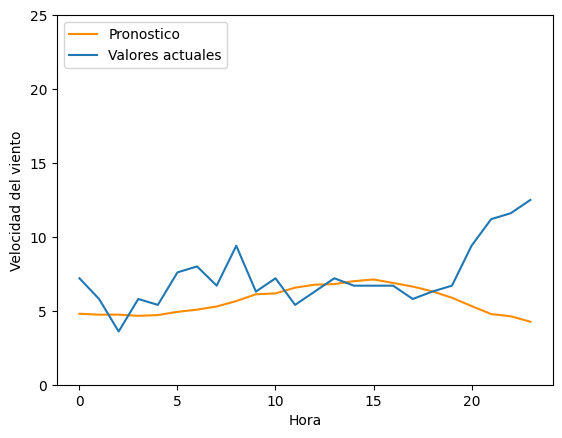 25
20
15
10
5
0
Velocidad del viento
Pronostico
Valores actuales
0 5 10 15 20
Hora